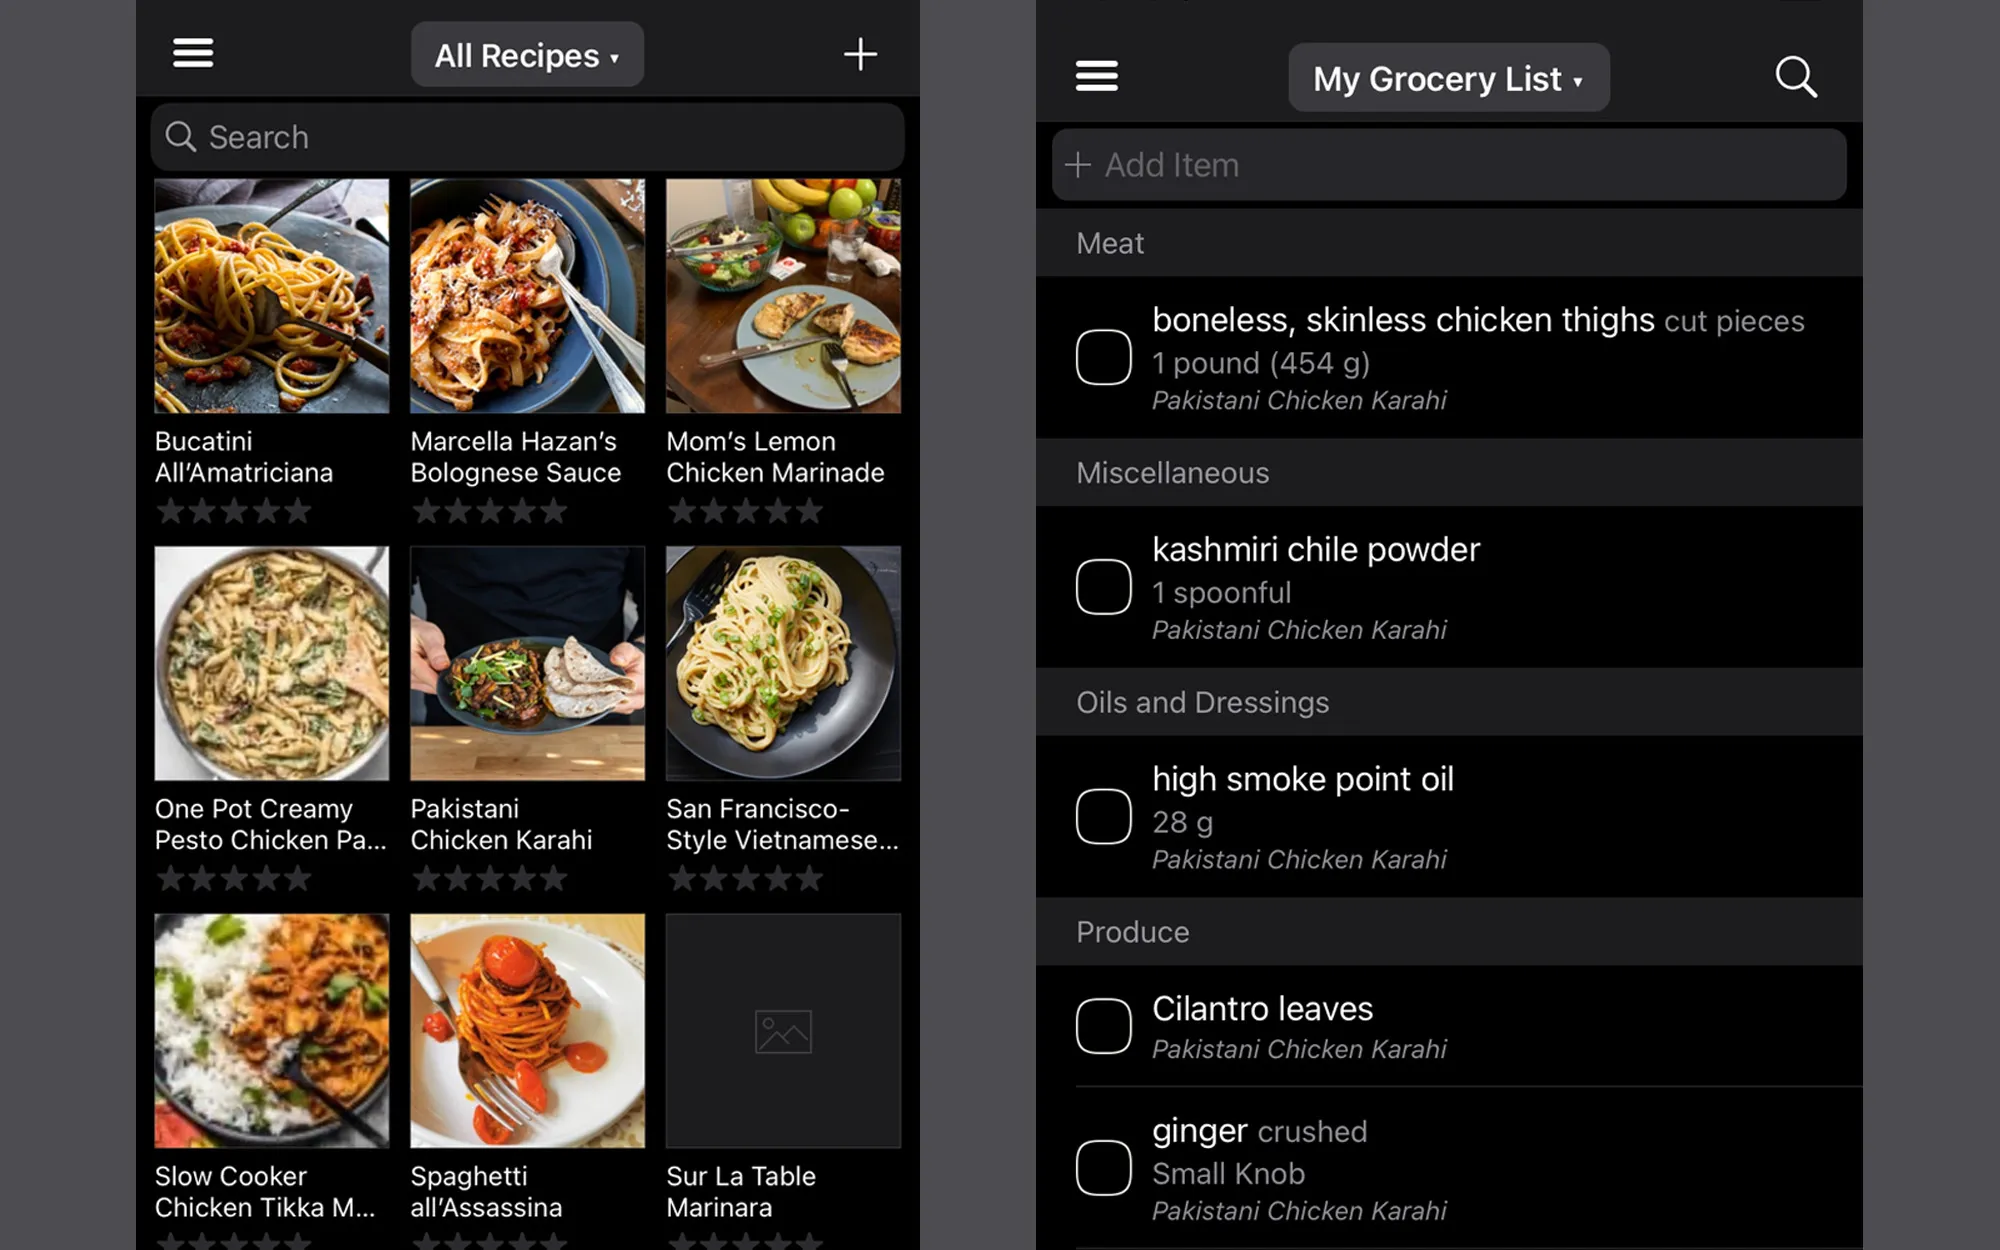 All Recipes ▾
Search
Bucatini
All'Amatriciana
Marcella Hazan's
Bolognese Sauce
Mom's Lemon
Chicken Marinade
One Pot Creamy
Pesto Chicken Pa...
Pakistani
Chicken Karahi
San Francisco-
Style Vietnamese...
Slow Cooker
Chicken Tikka M...
Spaghetti
all'Assassina
Sur La Table
Marinara
My Grocery List ▾
Add Item
Meat
boneless, skinless chicken thighs cut pieces
1 pound (454 g)
Pakistani Chicken Karahi
Miscellaneous
kashmiri chile powder
1 spoonful
Pakistani Chicken Karahi
Oils and Dressings
high smoke point oil
28 g
Pakistani Chicken Karahi
Produce
Cilantro leaves
Pakistani Chicken Karahi
ginger crushed
Small Knob
Pakistani Chicken Karahi